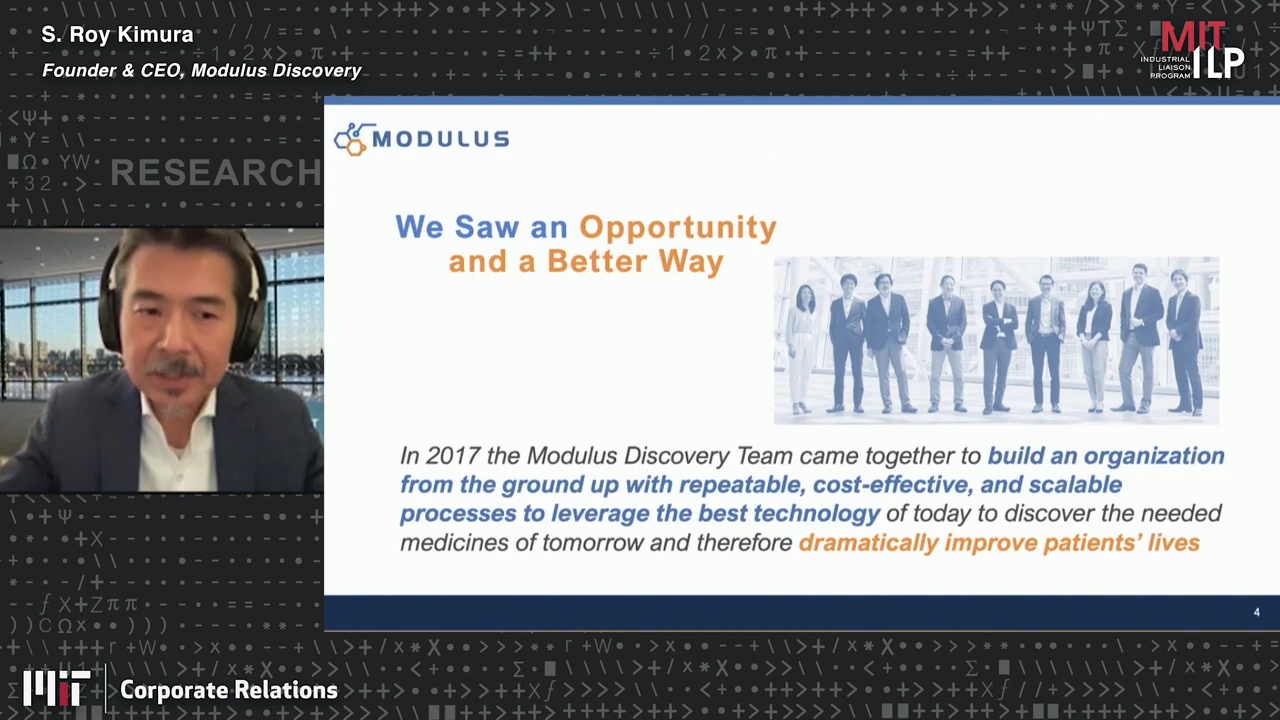 S. Roy Kimura
Founder & CEO, Modulus Discovery
MIT
INDUSTRIAL
LIAISON
PROGRAM
ILP
RESEARCH
MODULUS
We Saw an Opportunity
and a Better Way
In 2017 the Modulus Discovery Team came together to build an organization
from the ground up with repeatable, cost-effective, and scalable
processes to leverage the best technology of today to discover the needed
medicines of tomorrow and therefore dramatically improve patients’ lives
4
MIT
Corporate Relations